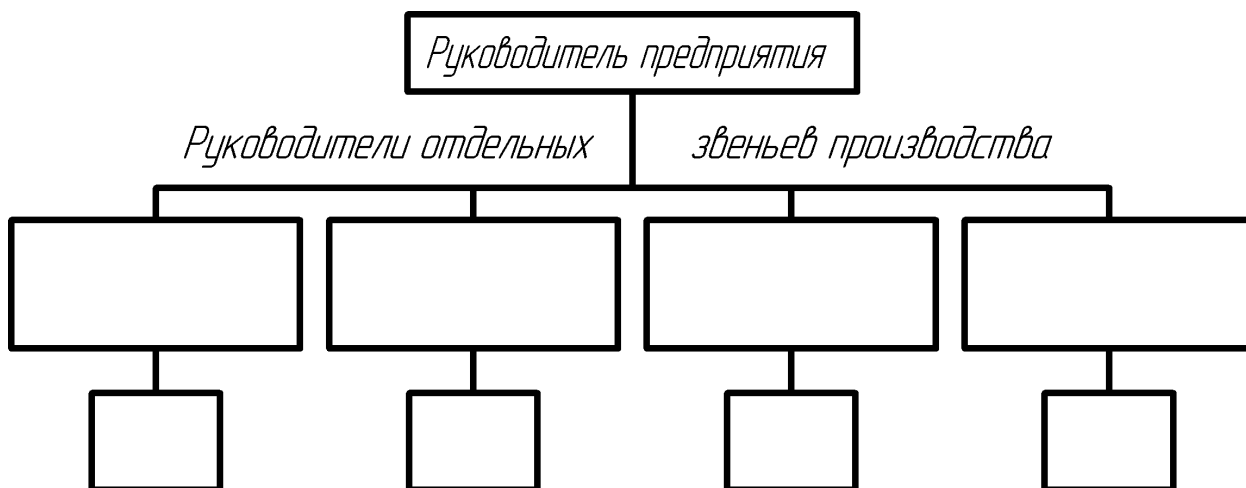 Руководитель предприятия
Руководители отдельных звеньев производства